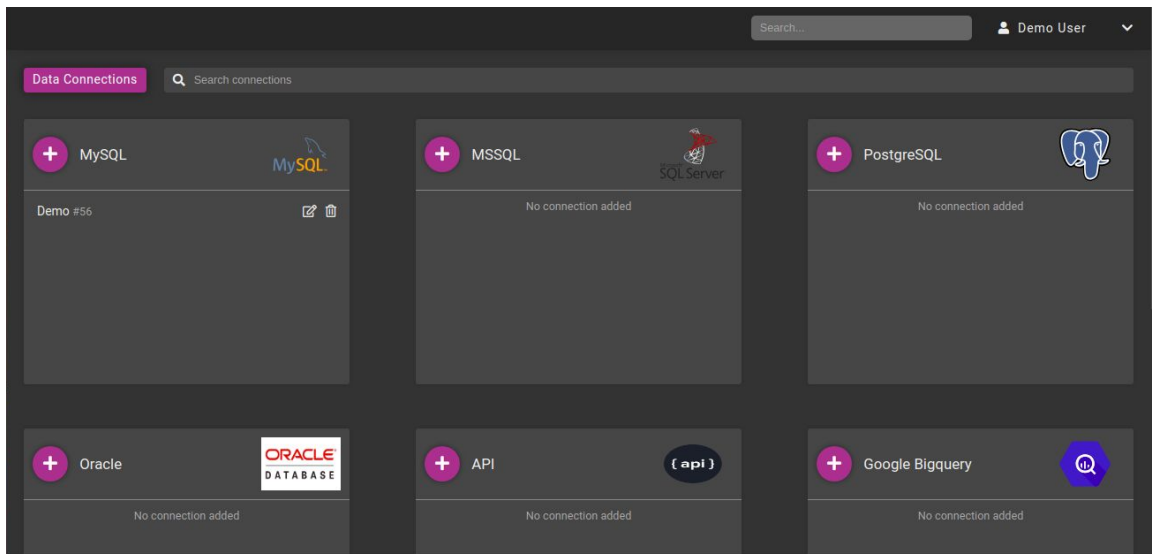 Search...
Demo User
Data Connections
Search connections
MySQL
MySQL
MSSQL
SQL Server
PostgreSQL
Demo #56
No connection added
No connection added
Oracle
ORACLE
DATABASE
API
{api}
Google Bigquery
No connection added
No connection added
No connection added